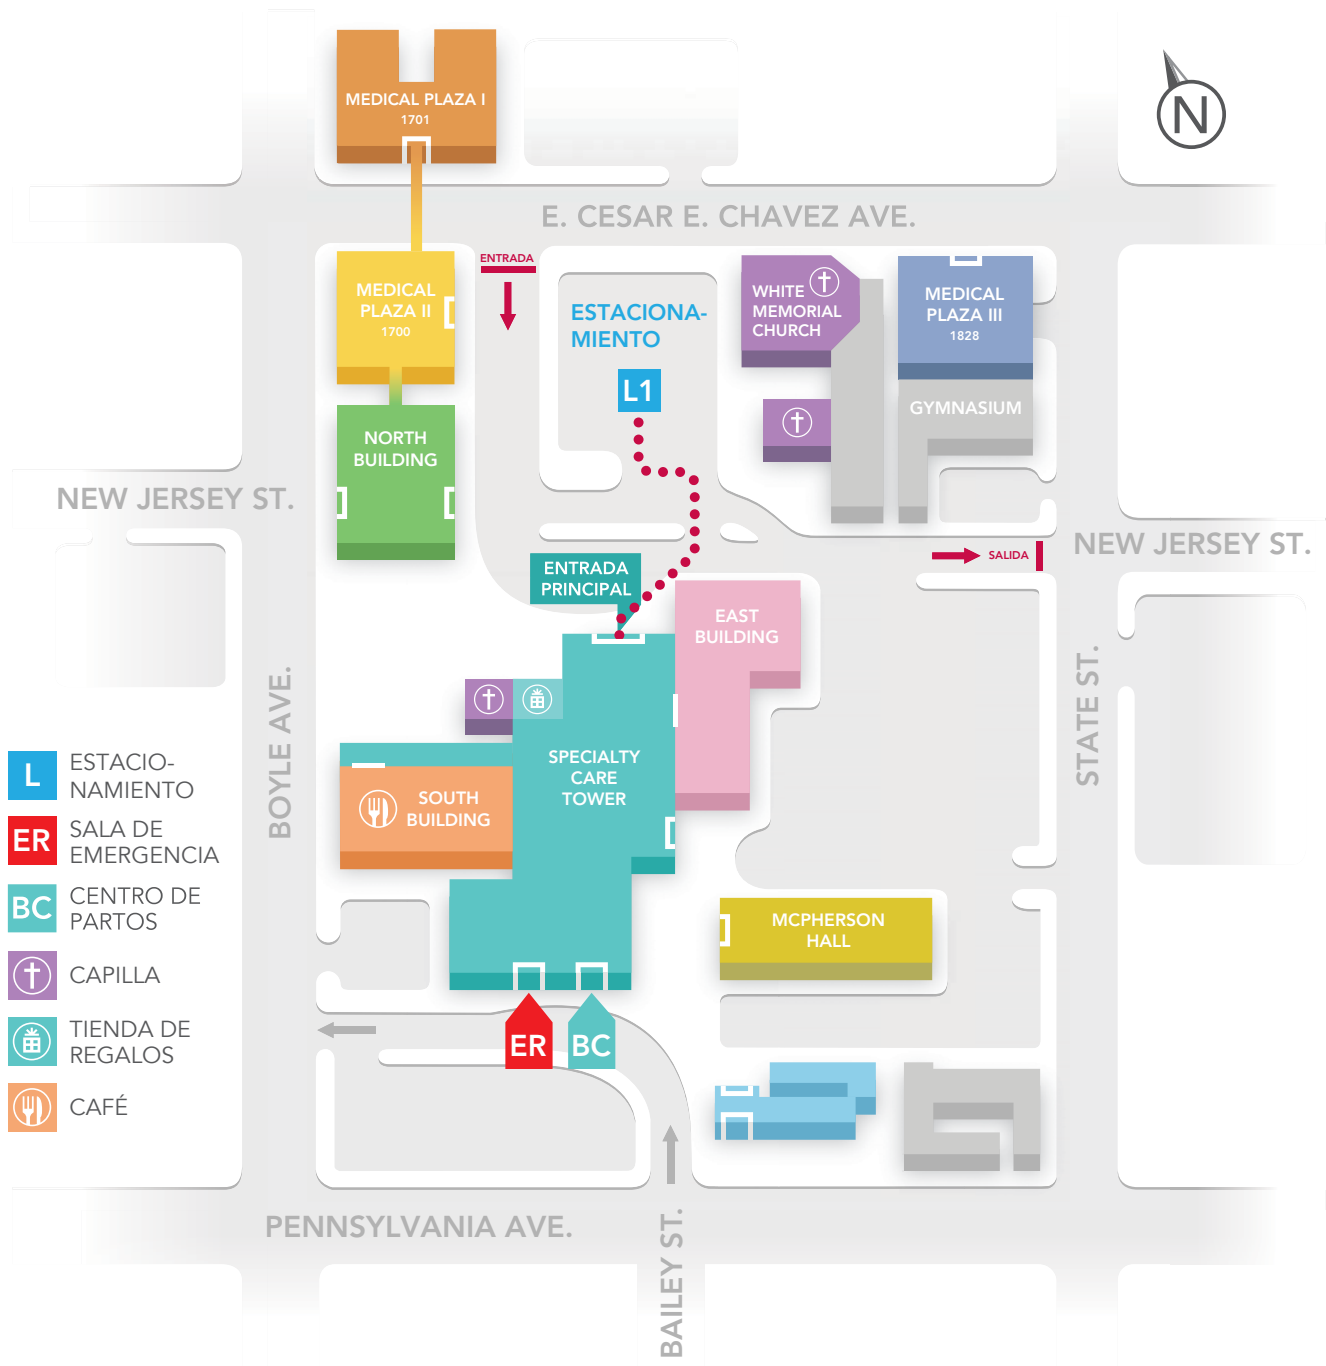 MEDICAL PLAZA I
1701
N
E. CESAR E. CHAVEZ AVE.
ENTRADA
MEDICAL
PLAZA II
1700
ESTACIONA-
MIENTO
L1
WHITE
MEMORIAL
CHURCH
MEDICAL
PLAZA III
1828
GYMNASIUM
NORTH
BUILDING
NEW JERSEY ST.
SALIDA
NEW JERSEY ST.
ENTRADA
PRINCIPAL
EAST
BUILDING
BOYLE AVE.
STATE ST.
SPECIALTY
CARE
TOWER
SOUTH
BUILDING
L
ESTACIO-
NAMIENTO
ER
SALA DE
EMERGENCIA
BC
CENTRO DE
PARTOS
CAPILLA
TIENDA DE
REGALOS
CAFÉ
MCPHERSON
HALL
ER
BC
PENNSYLVANIA AVE.
BAILEY ST.